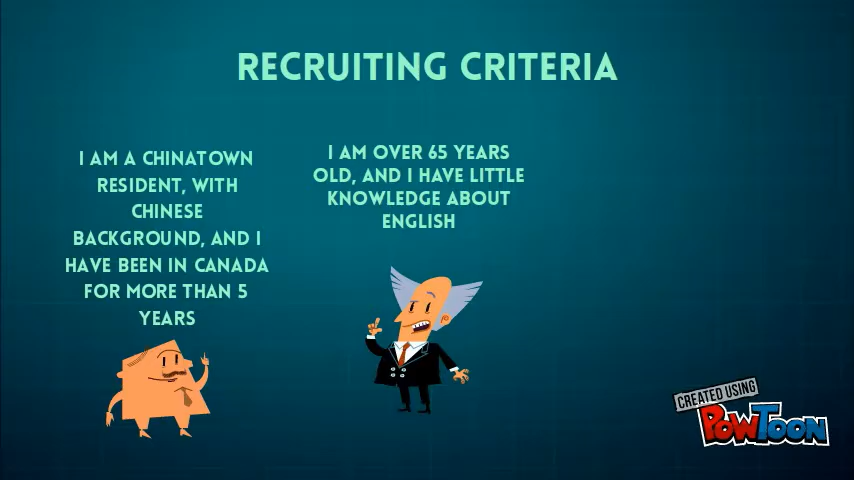 RECRUITING CRITERIA
I AM A CHINATOWN
RESIDENT, WITH
CHINESE
BACKGROUND, AND I
HAVE BEEN IN CANADA
FOR MORE THAN 5
YEARS
I AM OVER 65 YEARS
OLD, AND I HAVE LITTLE
KNOWLEDGE ABOUT
ENGLISH
CREATED USING
POWTOON